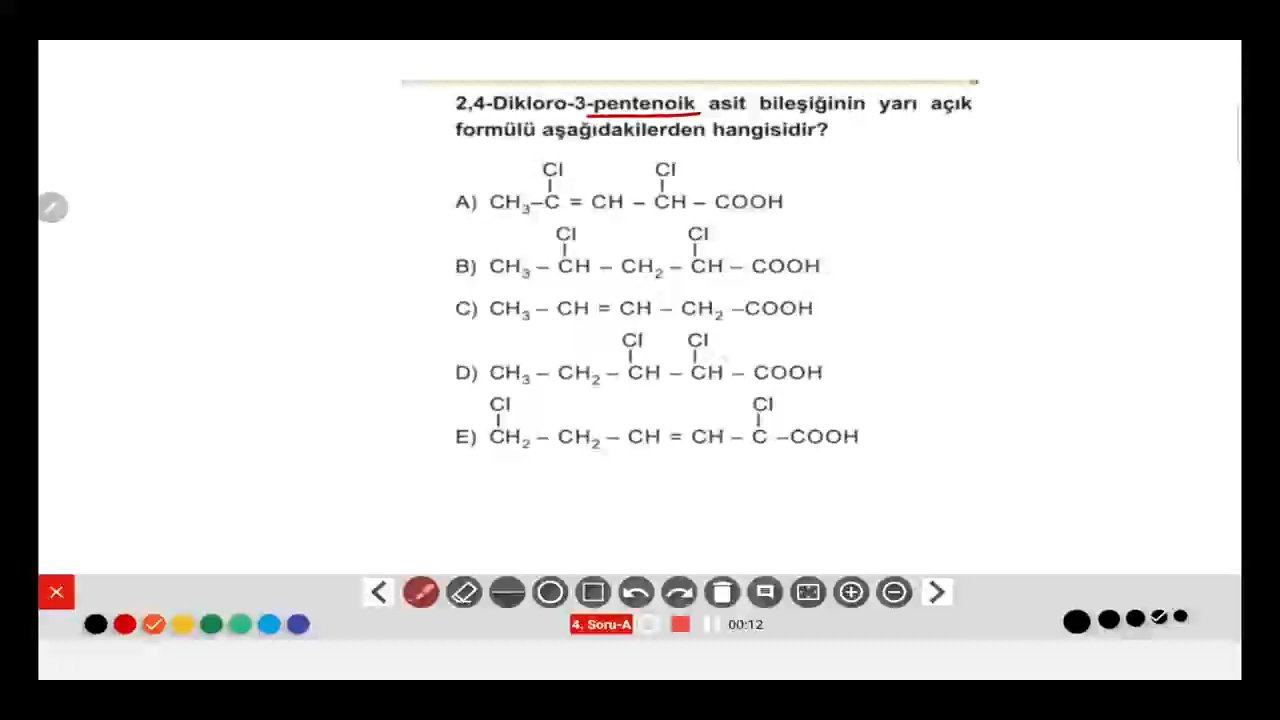 2,4-Dikloro-3-pentenoik asit bileşiğinin yarı açık
formülü aşağıdakilerden hangisidir?
Cl Cl
A) CH₃–C = CH – CH – COOH
Cl Cl
B) CH₃ – CH – CH₂ – CH – COOH
C) CH₃ – CH = CH – CH₂ –COOH
Cl Cl
D) CH₃ – CH₂ – CH – CH – COOH
Cl Cl
E) CH₂ – CH₂ – CH = CH – C –COOH
4. Soru-A
00:12